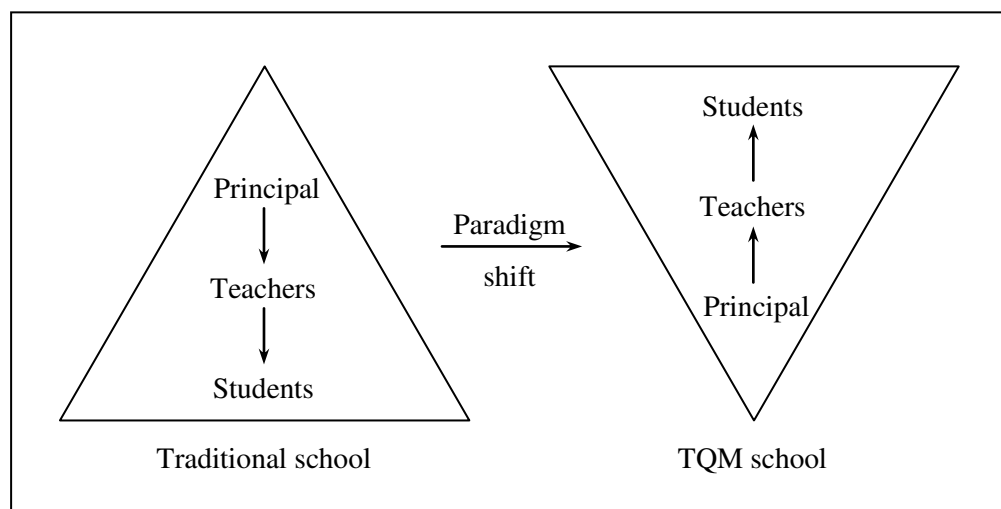 Principal
Teachers
Students
Traditional school
Paradigm
shift
Students
Teachers
Principal
TQM school